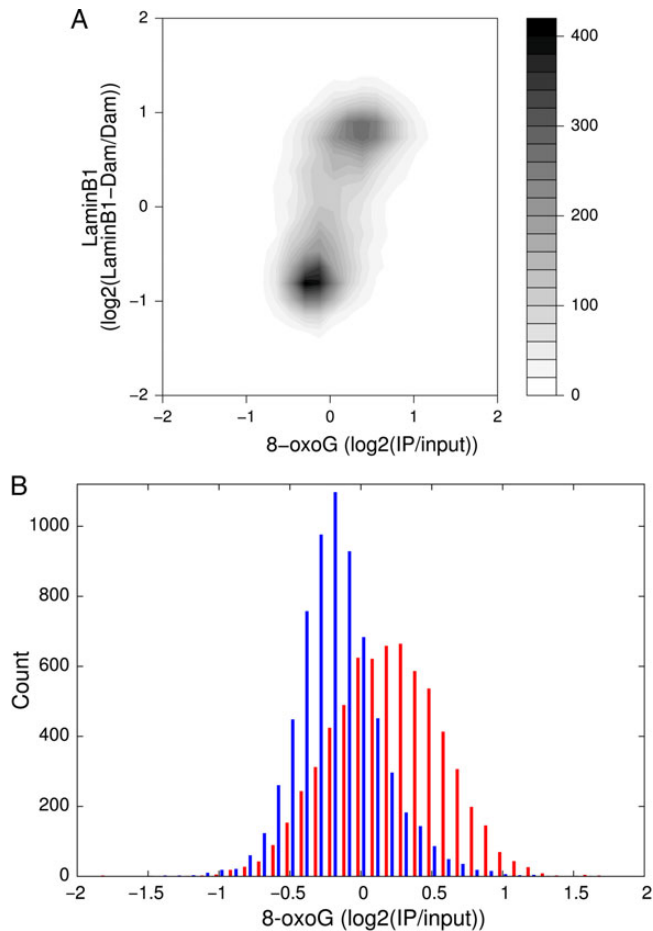 A
LaminB1
(log2(LaminB1−Dam/Dam))
2
1
0
−1
−2
−2 −1 0 1 2
8−oxoG (log2(IP/input))
400
300
200
100
0
B
Count
1000
800
600
400
200
0
−2 −1.5 −1 −0.5 0 0.5 1 1.5 2
8-oxoG (log2(IP/input))